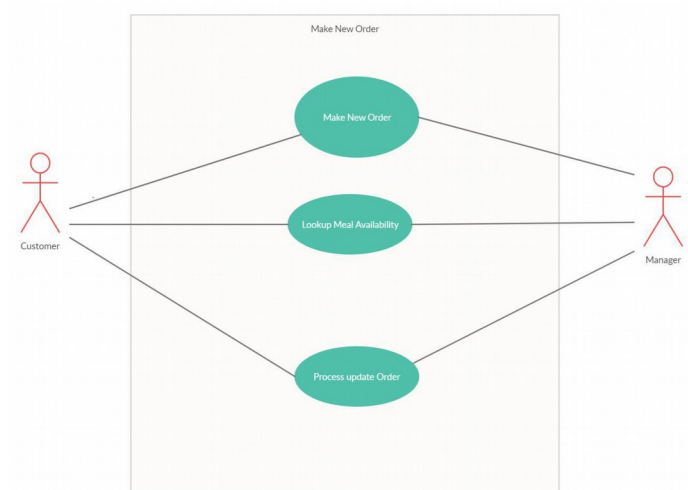 Make New Order
Make New Order
Lookup Meal Availability
Customer
Manager
Process update Order